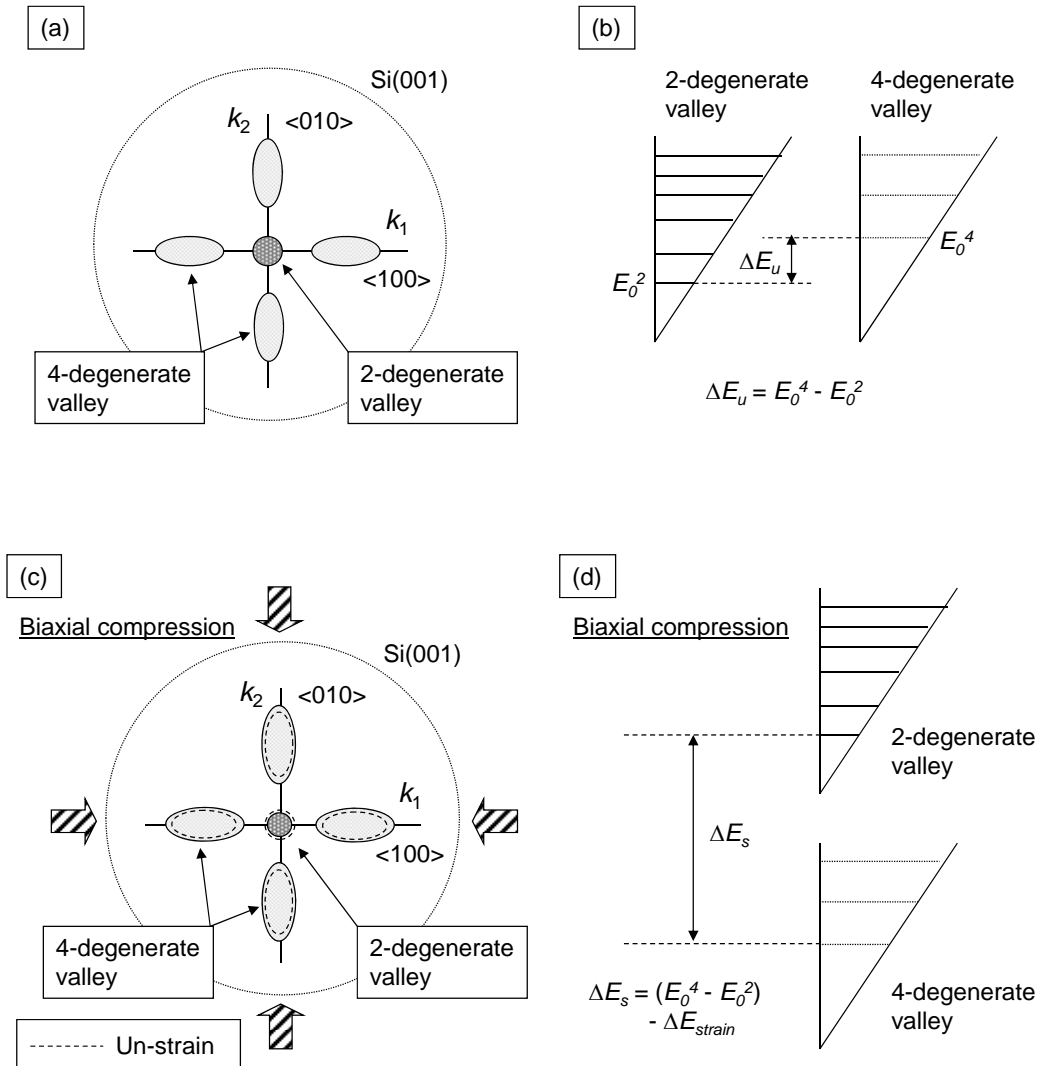 (a)
Si(001)
k2 <010>
k1
<100>
4-degenerate
valley
2-degenerate
valley
(b)
2-degenerate
valley
4-degenerate
valley
E0^2
ΔEu
E0^4
ΔEu = E0^4 - E0^2
(c)
Biaxial compression
Si(001)
k2 <010>
k1
<100>
4-degenerate
valley
2-degenerate
valley
Un-strain
(d)
Biaxial compression
2-degenerate
valley
ΔEs
ΔEs = (E0^4 - E0^2)
- ΔEstrain
4-degenerate
valley